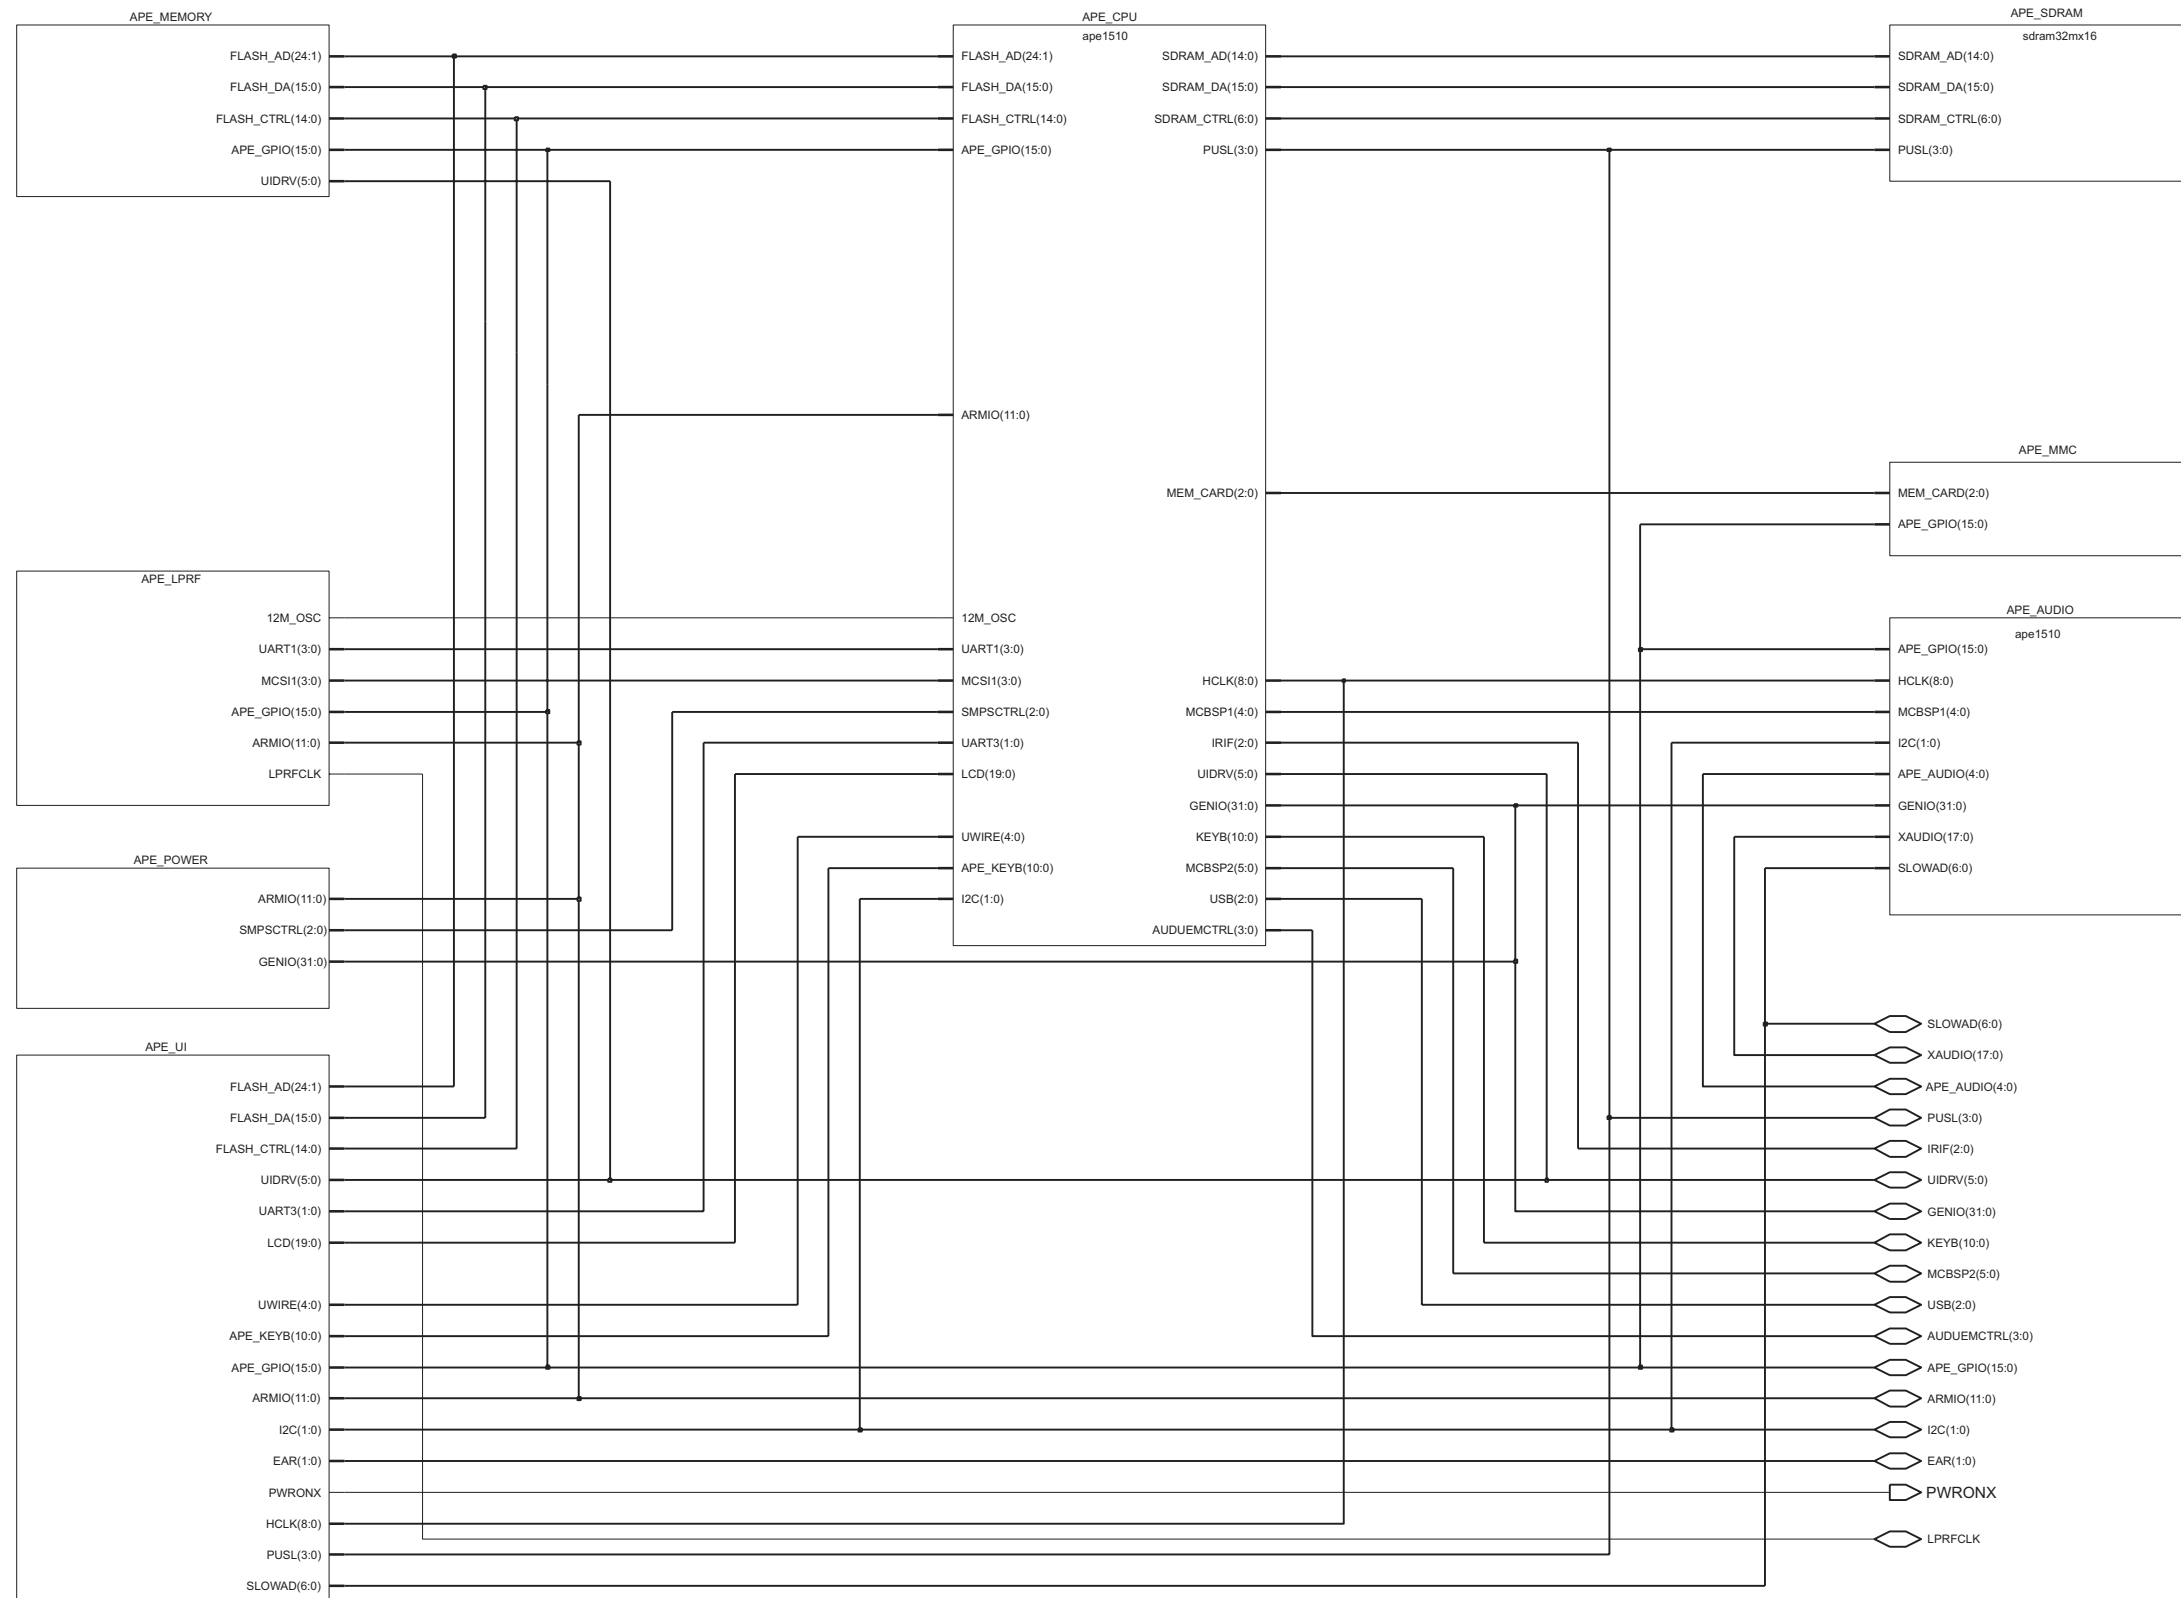 APE_MEMORY
FLASH_AD(24:1)
FLASH_DA(15:0)
FLASH_CTRL(14:0)
APE_GPIO(15:0)
UIDRV(5:0)
APE_LPRF
12M_OSC
UART1(3:0)
MCSI1(3:0)
APE_GPIO(15:0)
ARMIO(11:0)
LPRFCLK
APE_POWER
ARMIO(11:0)
SMPSCTRL(2:0)
GENIO(31:0)
APE_UI
FLASH_AD(24:1)
FLASH_DA(15:0)
FLASH_CTRL(14:0)
UIDRV(5:0)
UART3(1:0)
LCD(19:0)
UWIRE(4:0)
APE_KEYB(10:0)
APE_GPIO(15:0)
ARMIO(11:0)
I2C(1:0)
EAR(1:0)
PWRONX
HCLK(8:0)
PUSL(3:0)
SLOWAD(6:0)
APE_CPU
ape1510
FLASH_AD(24:1)
FLASH_DA(15:0)
FLASH_CTRL(14:0)
APE_GPIO(15:0)
ARMIO(11:0)
12M_OSC
UART1(3:0)
MCSI1(3:0)
SMPSCTRL(2:0)
UART3(1:0)
LCD(19:0)
UWIRE(4:0)
APE_KEYB(10:0)
I2C(1:0)
SDRAM_AD(14:0)
SDRAM_DA(15:0)
SDRAM_CTRL(6:0)
PUSL(3:0)
MEM_CARD(2:0)
HCLK(8:0)
MCBSP1(4:0)
IRIF(2:0)
UIDRV(5:0)
GENIO(31:0)
KEYB(10:0)
MCBSP2(5:0)
USB(2:0)
AUDUEMCTRL(3:0)
APE_SDRAM
sdram32mx16
SDRAM_AD(14:0)
SDRAM_DA(15:0)
SDRAM_CTRL(6:0)
PUSL(3:0)
APE_MMC
MEM_CARD(2:0)
APE_GPIO(15:0)
APE_AUDIO
ape1510
APE_GPIO(15:0)
HCLK(8:0)
MCBSP1(4:0)
I2C(1:0)
APE_AUDIO(4:0)
GENIO(31:0)
XAUDIO(17:0)
SLOWAD(6:0)
SLOWAD(6:0)
XAUDIO(17:0)
APE_AUDIO(4:0)
PUSL(3:0)
IRIF(2:0)
UIDRV(5:0)
GENIO(31:0)
KEYB(10:0)
MCBSP2(5:0)
USB(2:0)
AUDUEMCTRL(3:0)
APE_GPIO(15:0)
ARMIO(11:0)
I2C(1:0)
EAR(1:0)
PWRONX
LPRFCLK